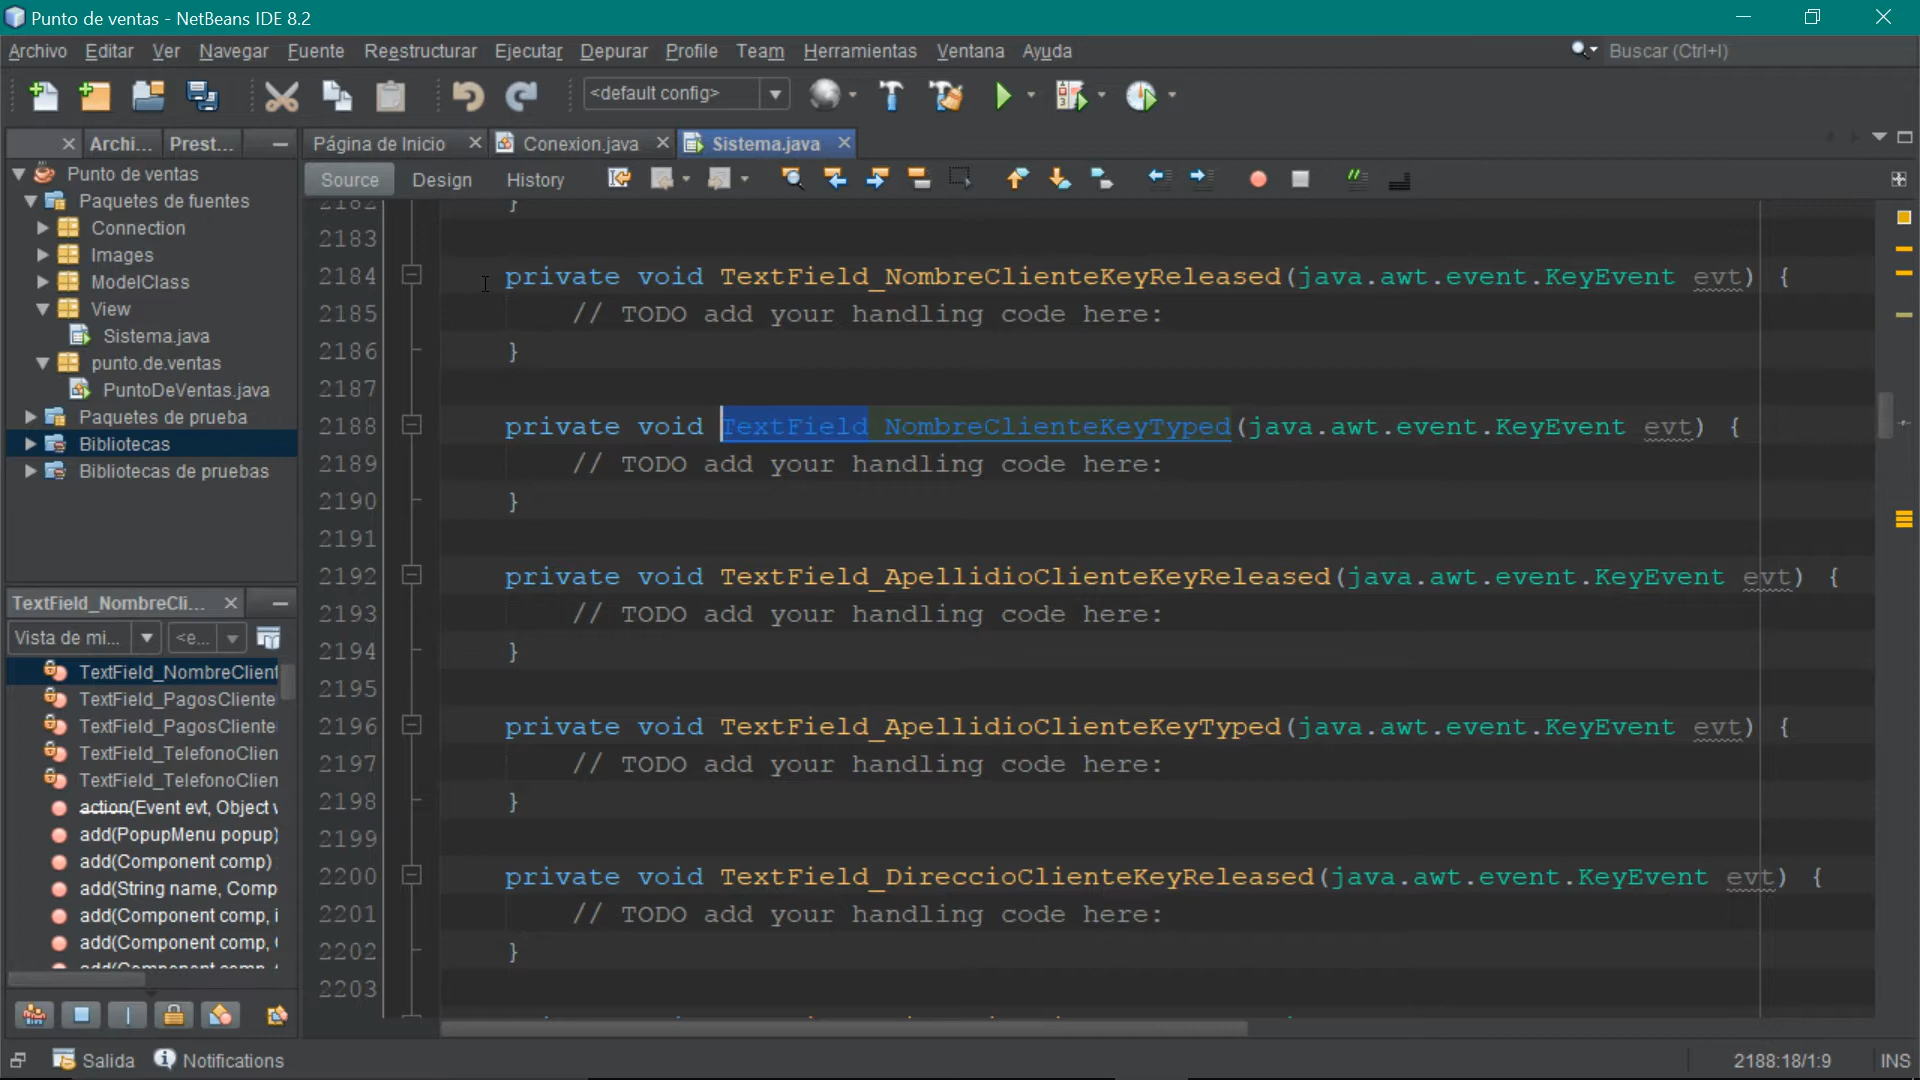 Punto de ventas - NetBeans IDE 8.2
Archivo Editar Ver Navegar Fuente Reestructurar Ejecutar Depurar Profile Team Herramientas Ventana Ayuda
Buscar (Ctrl+I)
<default config>
Archi... Prest...
Página de Inicio Conexion.java Sistema.java
Source Design History
Punto de ventas
Paquetes de fuentes
Connection
Images
ModelClass
View
Sistema.java
punto.de.ventas
PuntoDeVentas.java
Paquetes de prueba
Bibliotecas
Bibliotecas de pruebas
TextField_NombreCli...
Vista de mi... <e...
TextField_NombreClient
TextField_PagosCliente
TextField_PagosCliente
TextField_TelefonoClien
TextField_TelefonoClien
action(Event evt, Object
add(PopupMenu popup)
add(Component comp)
add(String name, Comp
add(Component comp, i
add(Component comp,
add(Component comp,
2182 }
2183
2184 private void TextField_NombreClienteKeyReleased(java.awt.event.KeyEvent evt) {
2185 // TODO add your handling code here:
2186 }
2187
2188 private void TextField_NombreClienteKeyTyped(java.awt.event.KeyEvent evt) {
2189 // TODO add your handling code here:
2190 }
2191
2192 private void TextField_ApellidioClienteKeyReleased(java.awt.event.KeyEvent evt) {
2193 // TODO add your handling code here:
2194 }
2195
2196 private void TextField_ApellidioClienteKeyTyped(java.awt.event.KeyEvent evt) {
2197 // TODO add your handling code here:
2198 }
2199
2200 private void TextField_DireccioClienteKeyReleased(java.awt.event.KeyEvent evt) {
2201 // TODO add your handling code here:
2202 }
2203
Salida Notifications
2188:18/1:9 INS